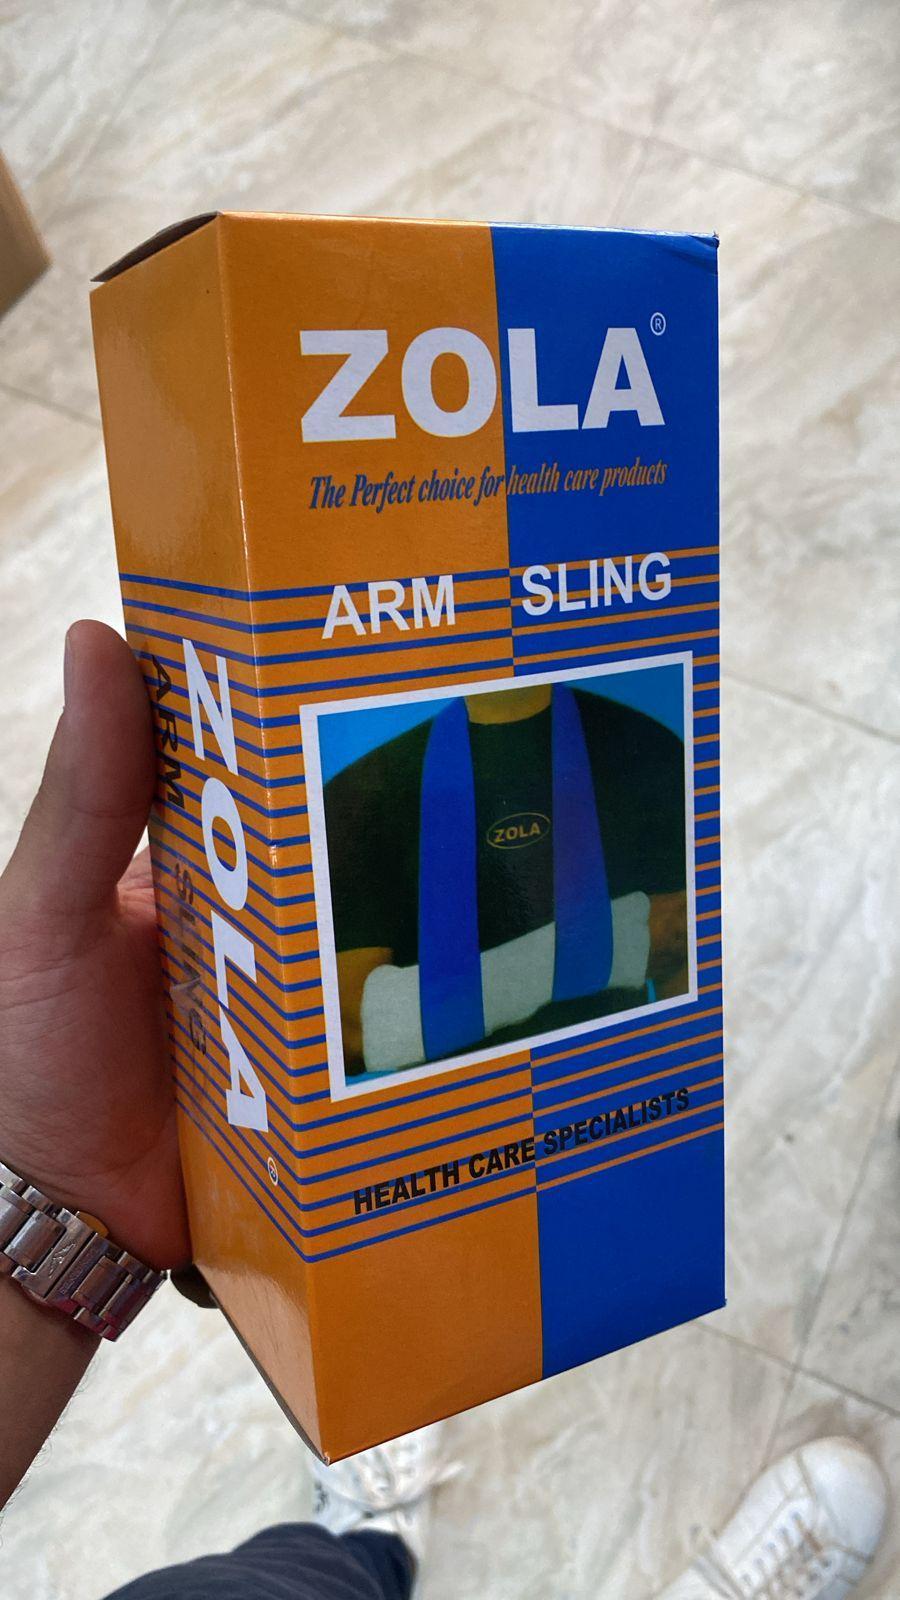 ZOLA®
The Perfect choice for health care products
ARM SLING
ZOLA
HEALTH CARE SPECIALISTS
ZOLA®
ARM SLING